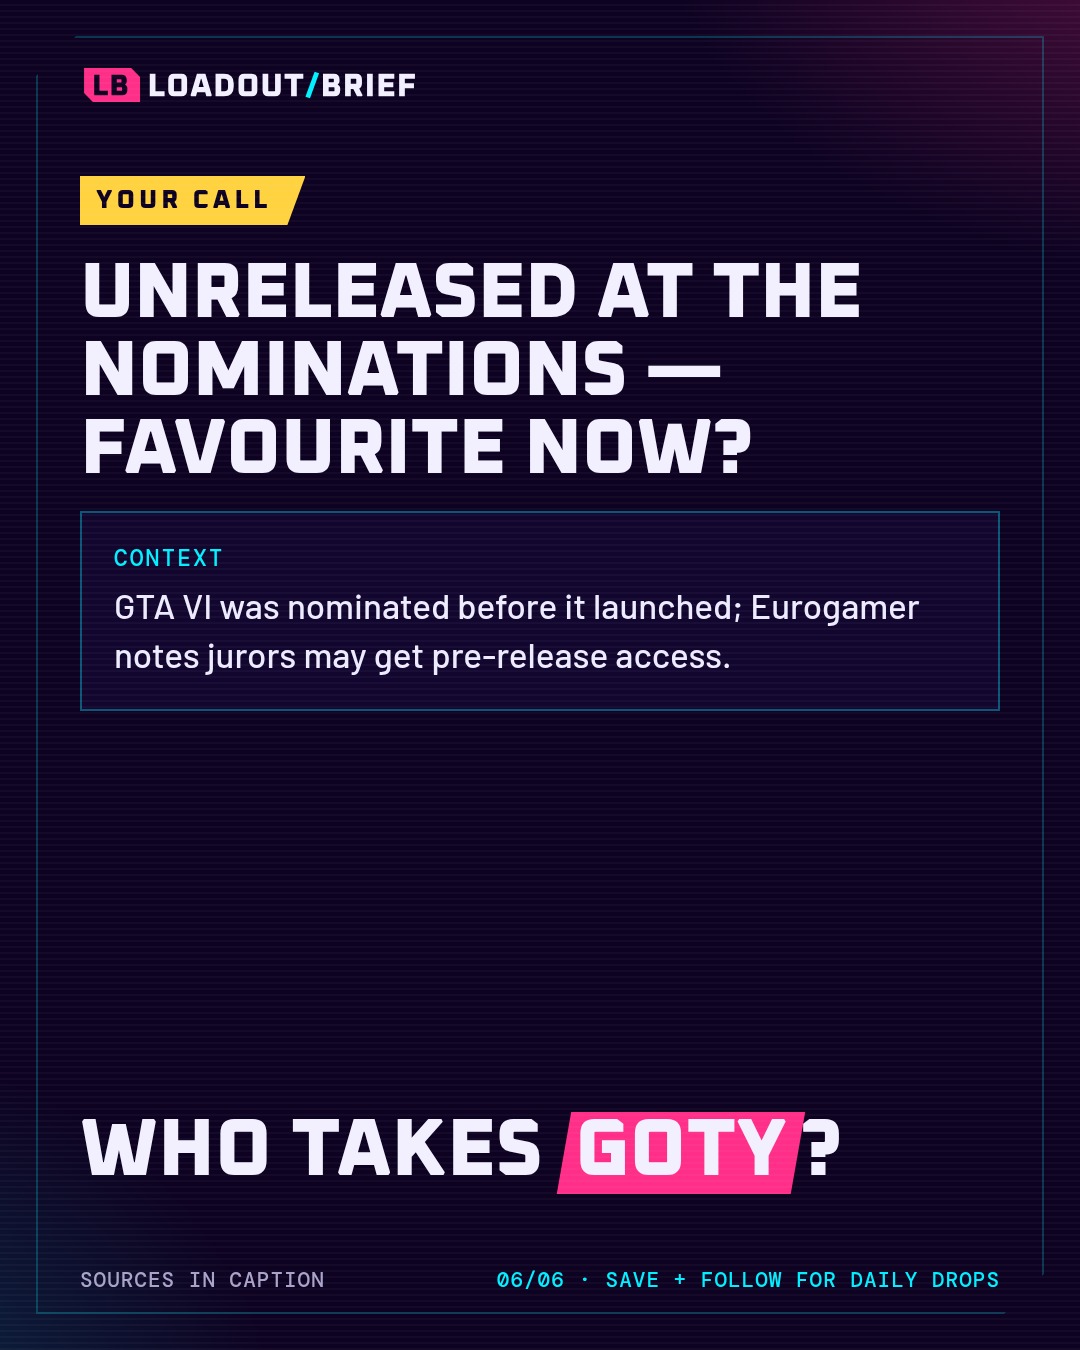 LB LOADOUT/BRIEF
YOUR CALL
UNRELEASED AT THE
NOMINATIONS —
FAVOURITE NOW?
CONTEXT
GTA VI was nominated before it launched; Eurogamer
notes jurors may get pre-release access.
WHO TAKES GOTY?
SOURCES IN CAPTION
06/06 · SAVE + FOLLOW FOR DAILY DROPS